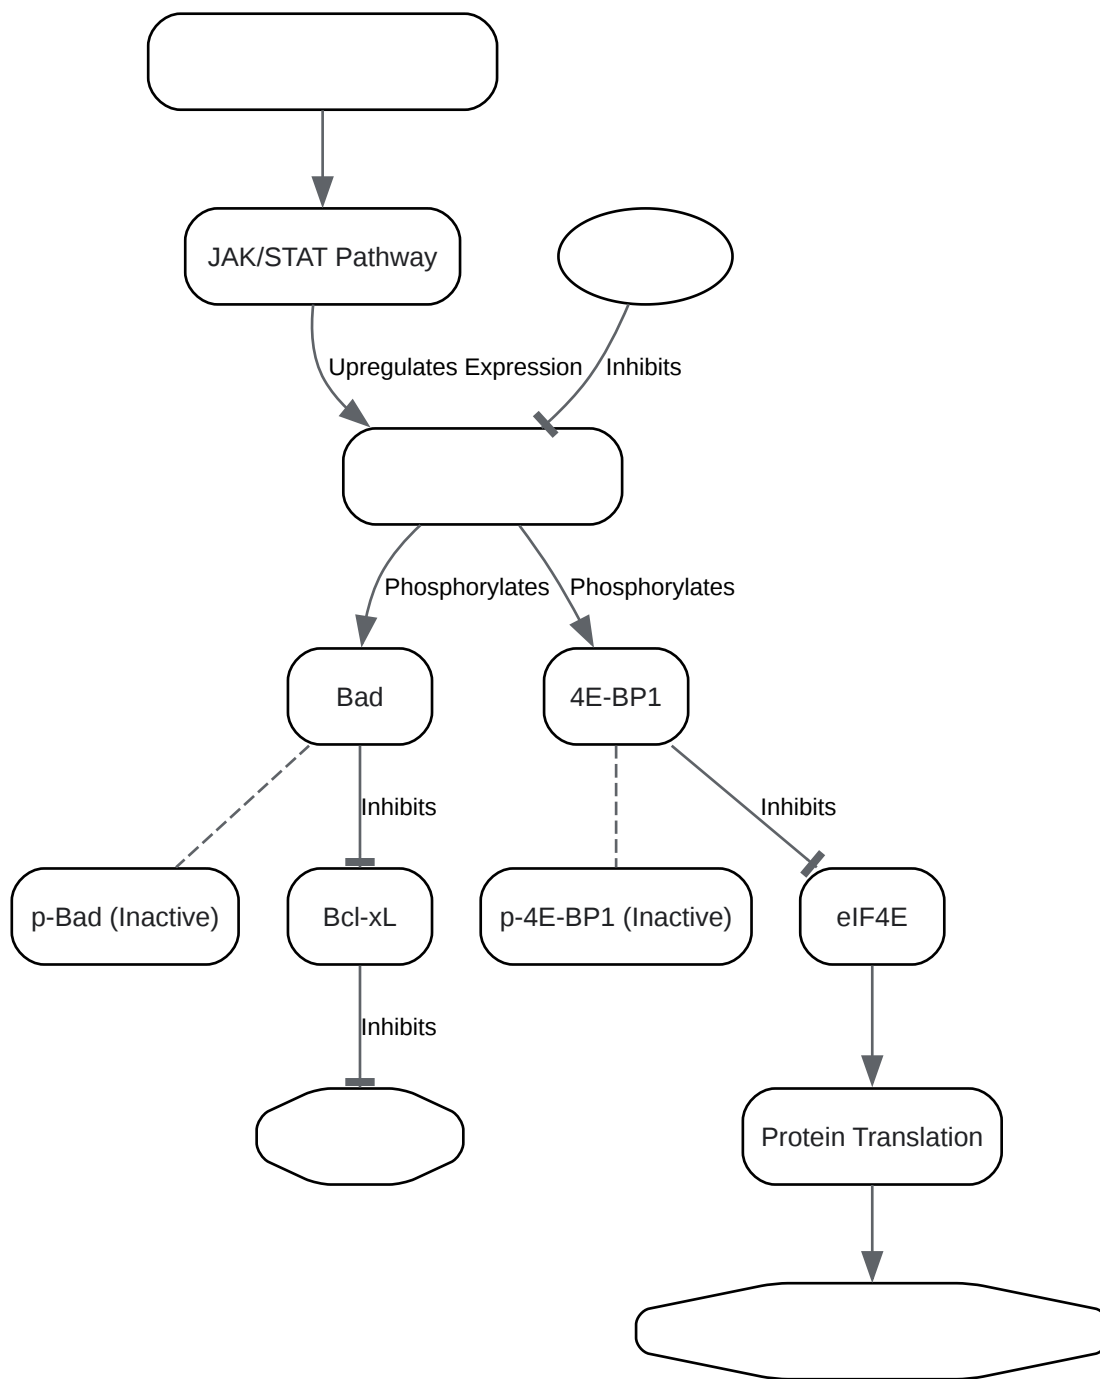 JAK/STAT Pathway
Upregulates Expression
Inhibits
Phosphorylates
Phosphorylates
Bad
4E-BP1
Inhibits
Inhibits
p-Bad (Inactive)
Bcl-xL
p-4E-BP1 (Inactive)
eIF4E
Inhibits
Protein Translation